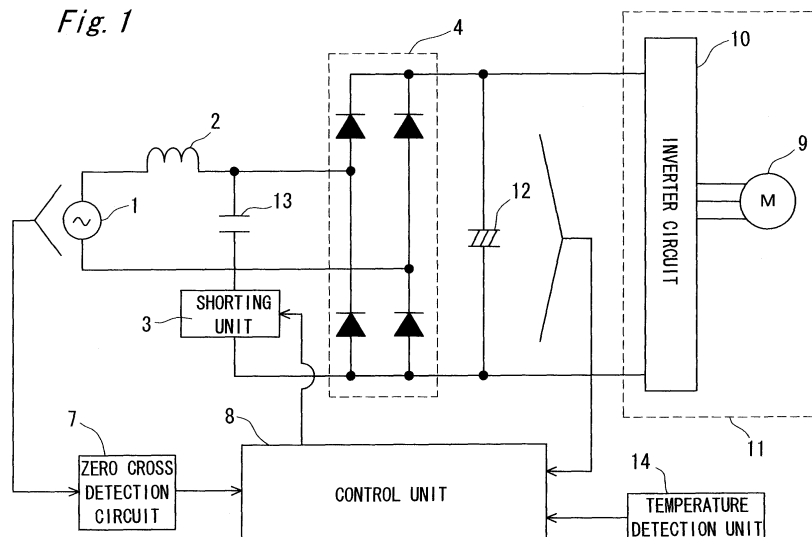 Fig. 1
4
10
2
9
1
13
12
INVERTER CIRCUIT
M
3
SHORTING
UNIT
7
8
11
14
ZERO CROSS
DETECTION
CIRCUIT
CONTROL UNIT
TEMPERATURE
DETECTION UNIT